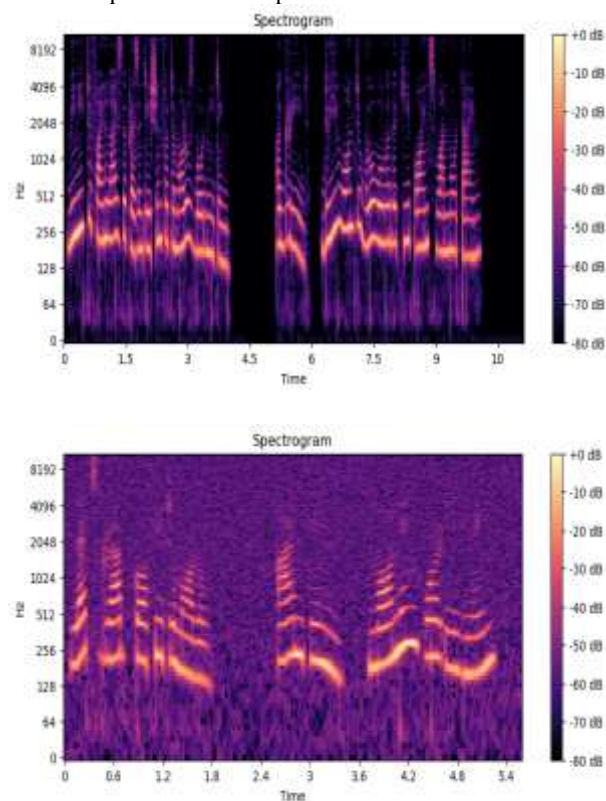 Spectrogram
8192
4096
2048
1024
512
256
128
64
0
Hz
0 1.5 3 4.5 6 7.5 9 10
Time
+0 dB
-10 dB
-20 dB
-30 dB
-40 dB
-50 dB
-60 dB
-70 dB
-80 dB
Spectrogram
8192
4096
2048
1024
512
256
128
64
0
Hz
0 0.6 1.2 1.8 2.4 3 3.6 4.2 4.8 5.4
Time
+0 dB
-10 dB
-20 dB
-30 dB
-40 dB
-50 dB
-60 dB
-70 dB
-80 dB